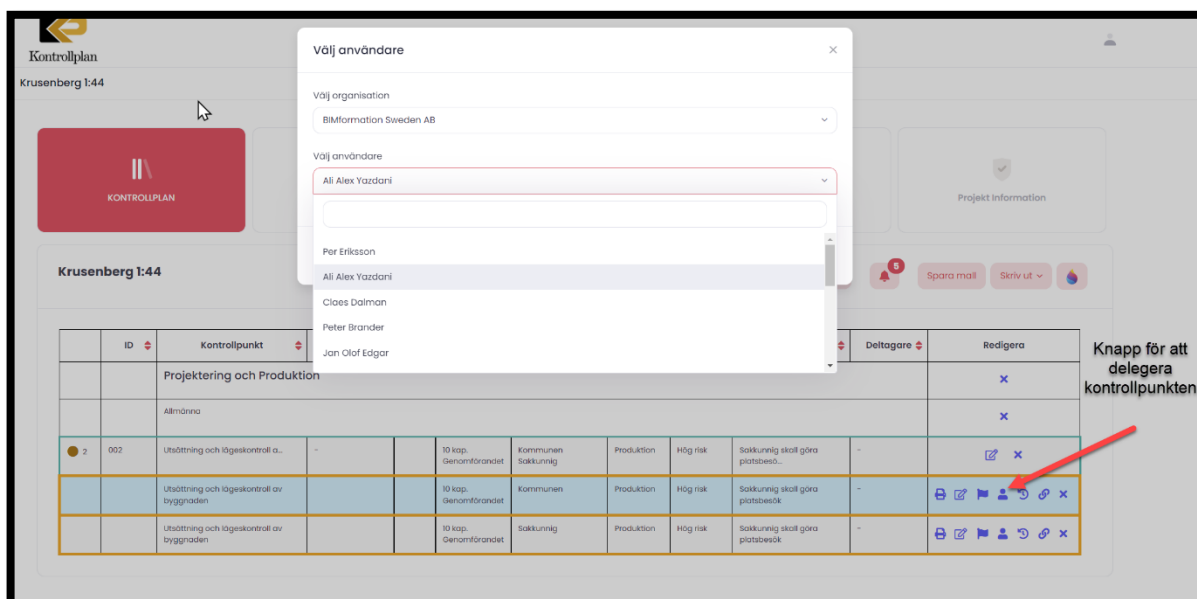 Kontrollplan
Krusenberg 1:44
Välj användare
Välj organisation
BIMformation Sweden AB
Välj användare
Ali Alex Yazdani
Per Eriksson
Ali Alex Yazdani
Claes Dalman
Peter Brander
Jan Olof Edgar
KONTROLLPLAN
Projekt Information
Krusenberg 1:44
5
Spara mall
Skriv ut
ID
Kontrollpunkt
Deltagare
Redigera
Projektering och Produktion
Allmänna
2
002
Utsättning och lägeskontroll a...
-
10 kap.
Genomförandet
Kommunen
Sakkunnig
Produktion
Hög risk
Sakkunnig skall göra
platsbesö...
-
Utsättning och lägeskontroll av
byggnaden
10 kap.
Genomförandet
Kommunen
Produktion
Hög risk
Sakkunnig skall göra
platsbesök
-
Utsättning och lägeskontroll av
byggnaden
10 kap.
Genomförandet
Sakkunnig
Produktion
Hög risk
Sakkunnig skall göra
platsbesök
-
Knapp för att
delegera
kontrollpunkten